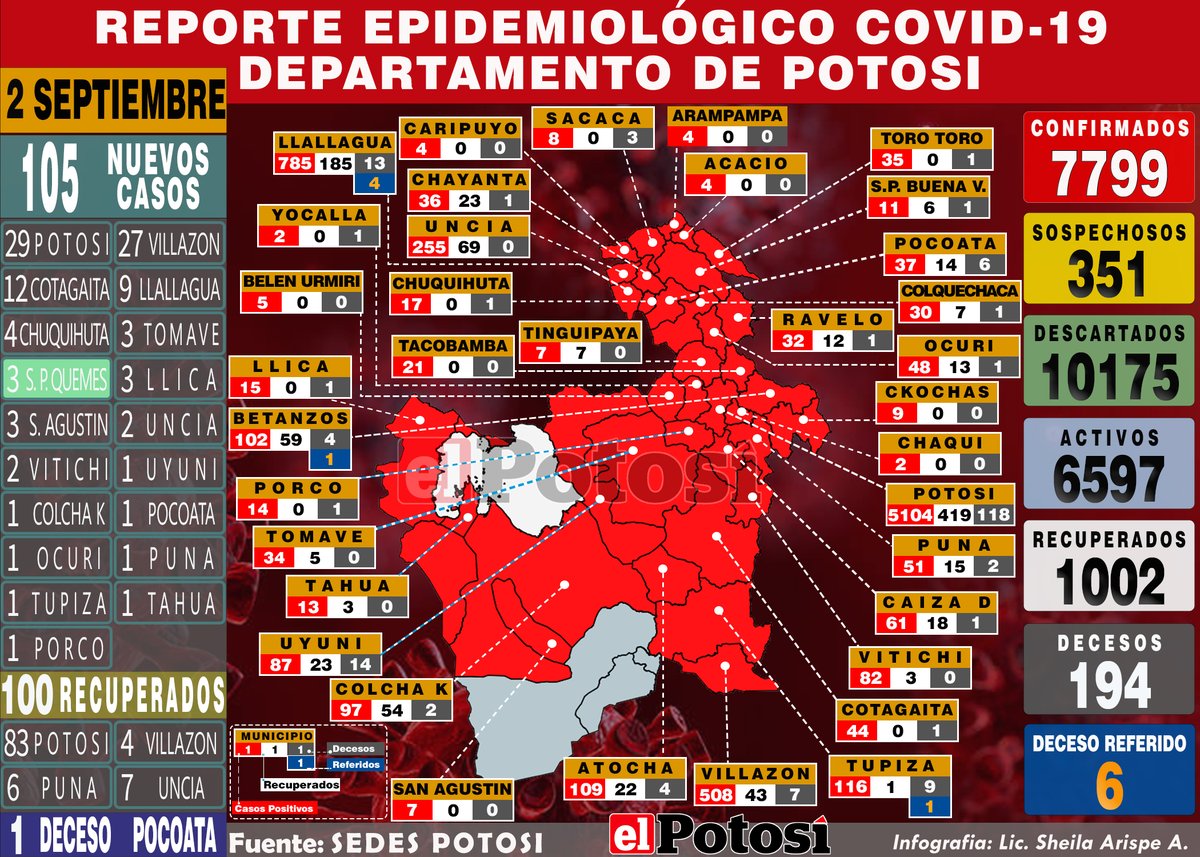 REPORTE EPIDEMIOLÓGICO COVID-19
DEPARTAMENTO DE POTOSI
2 SEPTIEMBRE
105 NUEVOS CASOS
29 POTOSI 27 VILLAZON
12 COTAGAITA 9 LLALLAGUA
4 CHUQUIHUTA 3 TOMAVE
3 S.P.QUEMES 3 LLICA
3 S. AGUSTIN 2 UNCIA
2 VITICHI 1 UYUNI
1 COLCHA K 1 POCOATA
1 OCURI 1 PUNA
1 TUPIZA 1 TAHUA
1 PORCO
100 RECUPERADOS
83 POTOSI 4 VILLAZON
6 PUNA 7 UNCIA
1 DECESO POCOATA
LLALLAGUA
785 185 13
4
CARIPUYO
4 0 0
SACACA
8 0 3
ARAMPAMPA
4 0 0
TORO TORO
35 0 1
ACACIO
4 0 0
CHAYANTA
36 23 1
S.P. BUENA V.
11 6 1
YOCALLA
2 0 1
UNCIA
255 69 0
POCOATA
37 14 6
BELEN URMIRI
5 0 0
CHUQUIHUTA
17 0 1
COLQUECHACA
30 7 1
TINGUIPAYA
7 7 0
RAVELO
32 12 1
TACOBAMBA
21 0 0
OCURI
48 13 1
LLICA
15 0 1
CKOCHAS
9 0 0
BETANZOS
102 59 4
1
CHAQUI
2 0 0
PORCO
14 0 1
POTOSI
5104 419 118
TOMAVE
34 5 0
PUNA
51 15 2
TAHUA
13 3 0
CAIZA D
61 18 1
UYUNI
87 23 14
VITICHI
82 3 0
COLCHA K
97 54 2
COTAGAITA
44 0 1
SAN AGUSTIN
7 0 0
ATOCHA
109 22 4
VILLAZON
508 43 7
TUPIZA
116 1 9
1
elPotosí
MUNICIPIO
1 1 1 Decesos
1 Referidos
Recuperados
Casos Positivos
CONFIRMADOS
7799
SOSPECHOSOS
351
DESCARTADOS
10175
ACTIVOS
6597
RECUPERADOS
1002
DECESOS
194
DECESO REFERIDO
6
Fuente: SEDES POTOSI
elPotosí
Infografia: Lic. Sheila Arispe A.